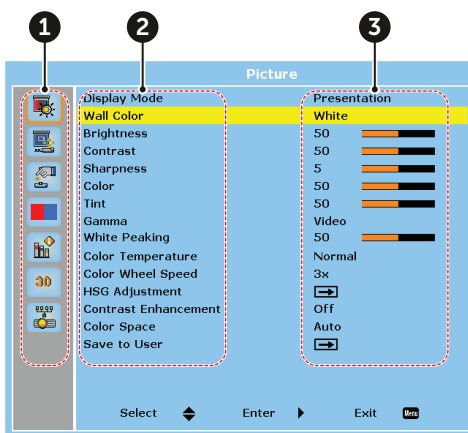 1 2 3
Picture
Display Mode Presentation
Wall Color White
Brightness 50
Contrast 50
Sharpness 5
Color 50
Tint 50
Gamma Video
White Peaking 50
Color Temperature Normal
Color Wheel Speed 3x
3D
HSG Adjustment
Contrast Enhancement Off
Color Space Auto
Save to User
Select Enter Exit Menu